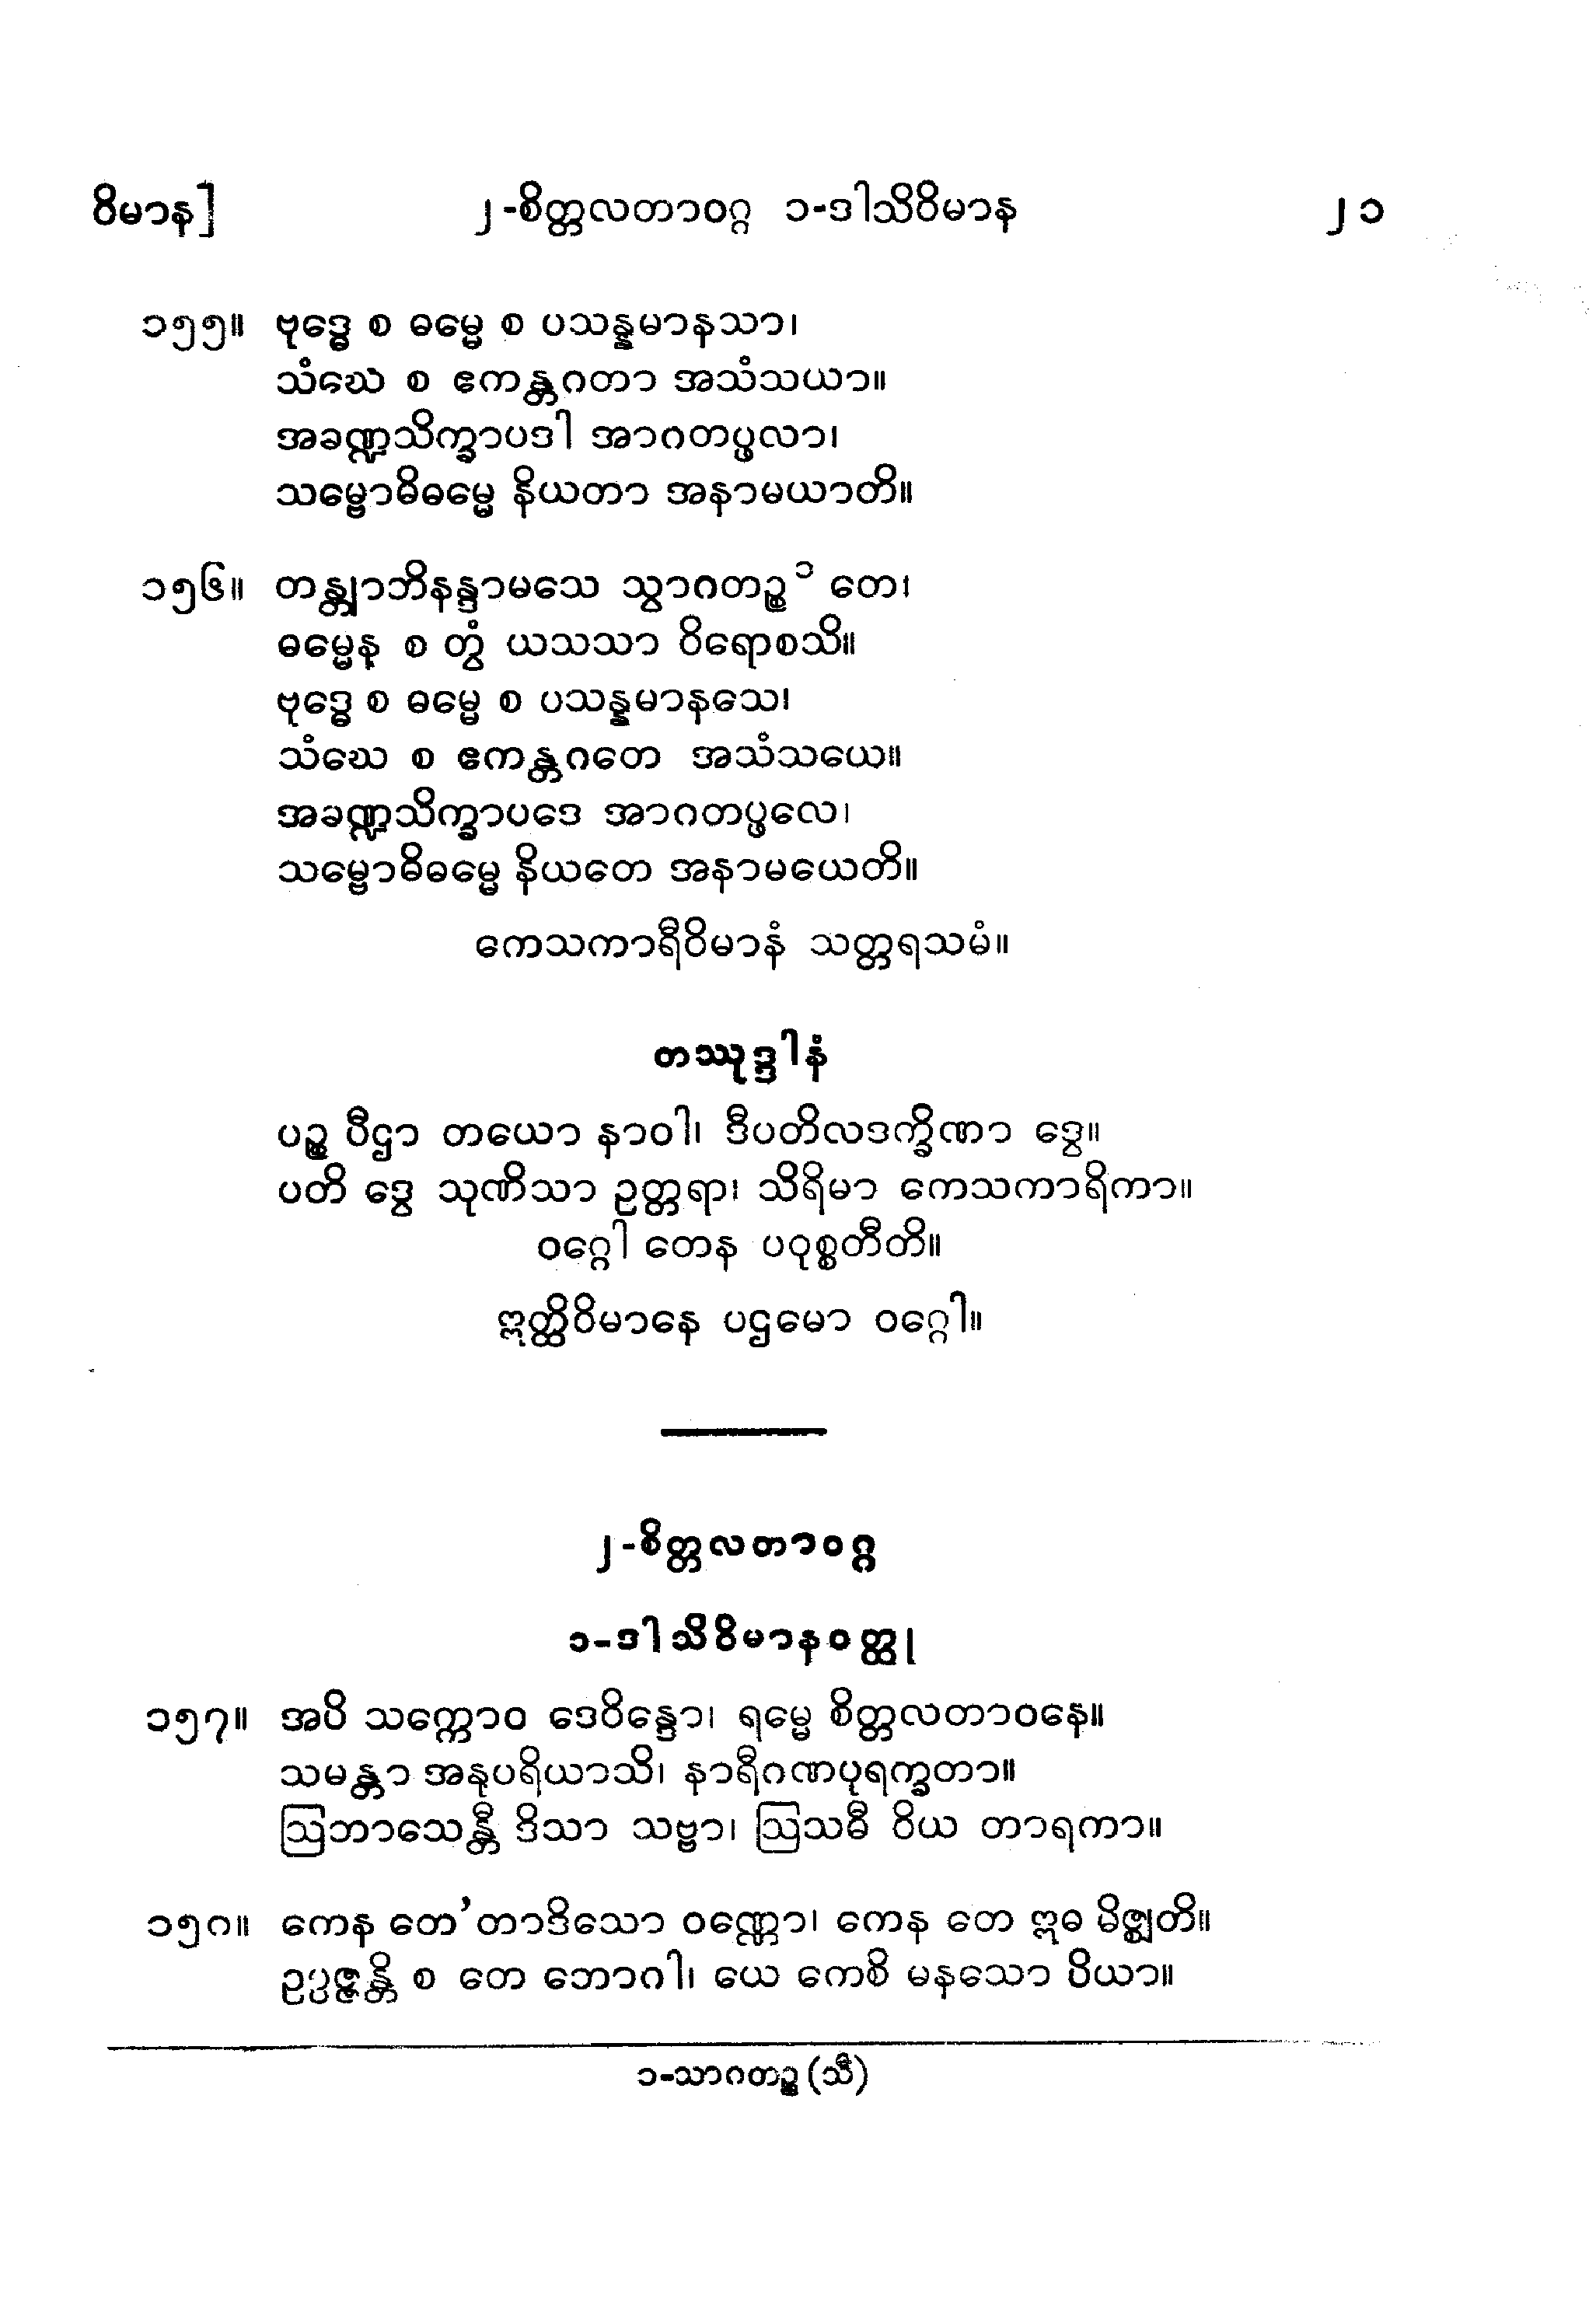 ဝိမာန]	၂-စိတ္တလတာဝဂ္ဂ ၁-ဒါသိဝိမာန	၂၁
၁၅၅။ ဗုဒ္ဓေ စ ဓမ္မေ စ ပသန္နမာနသာ၊
သံဃေ စ ဧကန္တဂတာ အသံသယာ။
အခဏ္ဍသိက္ခာပဒါ အာဂတပ္ဖလာ၊
သမ္ဗောဓိဓမ္မေ နိယတာ အနာမယာတိ။
၁၅၆။ တန္တျာဘိနန္ဒာမသေ သွာဂတဉ္စ ၁ တေ၊
ဓမ္မေန စ တွံ ယသသာ ဝိရောစသိ။
ဗုဒ္ဓေ စ ဓမ္မေ စ ပသန္နမာနသေ၊
သံဃေ စ ဧကန္တဂတေ အသံသယေ။
အခဏ္ဍသိက္ခာပဒေ အာဂတပ္ဖလေ၊
သမ္ဗောဓိဓမ္မေ နိယတေ အနာမယေတိ။
ကေသကာရီဝိမာနံ သတ္တရသမံ။
တဿုဒ္ဒါနံ
ပဉ္စ ပီဌာ တယော နာဝါ၊ ဒီပတိလဒက္ခိဏာ ဒွေ။
ပတိ ဒွေ သုဏိသာ ဥတ္တရာ၊ သိရိမာ ကေသကာရိကာ။
ဝဂ္ဂေါ တေန ပဝုစ္စတီတိ။
ဣတ္ထိဝိမာနေ ပဌမော ဝဂ္ဂေါ။
၂-စိတ္တလတာဝဂ္ဂ
၁-ဒါသိဝိမာနဝတ္ထု
၁၅၇။ အပိ သက္ကောဝ ဒေဝိန္ဒော၊ ရမ္မေ စိတ္တလတာဝနေ။
သမန္တာ အနုပရိယာသိ၊ နာရီဂဏပုရက္ခတာ။
ဩဘာသေန္တီ ဒိသာ သဗ္ဗာ၊ ဩသဓီ ဝိယ တာရကာ။
၁၅၈။ ကေန တေ’တာဒိသော ဝဏ္ဏော၊ ကေန တေ ဣဓ မိဇ္ဈတိ။
ဥပ္ပဇ္ဇန္တိ စ တေ ဘောဂါ၊ ယေ ကေစိ မနသော ပိယာ။
၁-သာဂတဉ္စ (သီ)